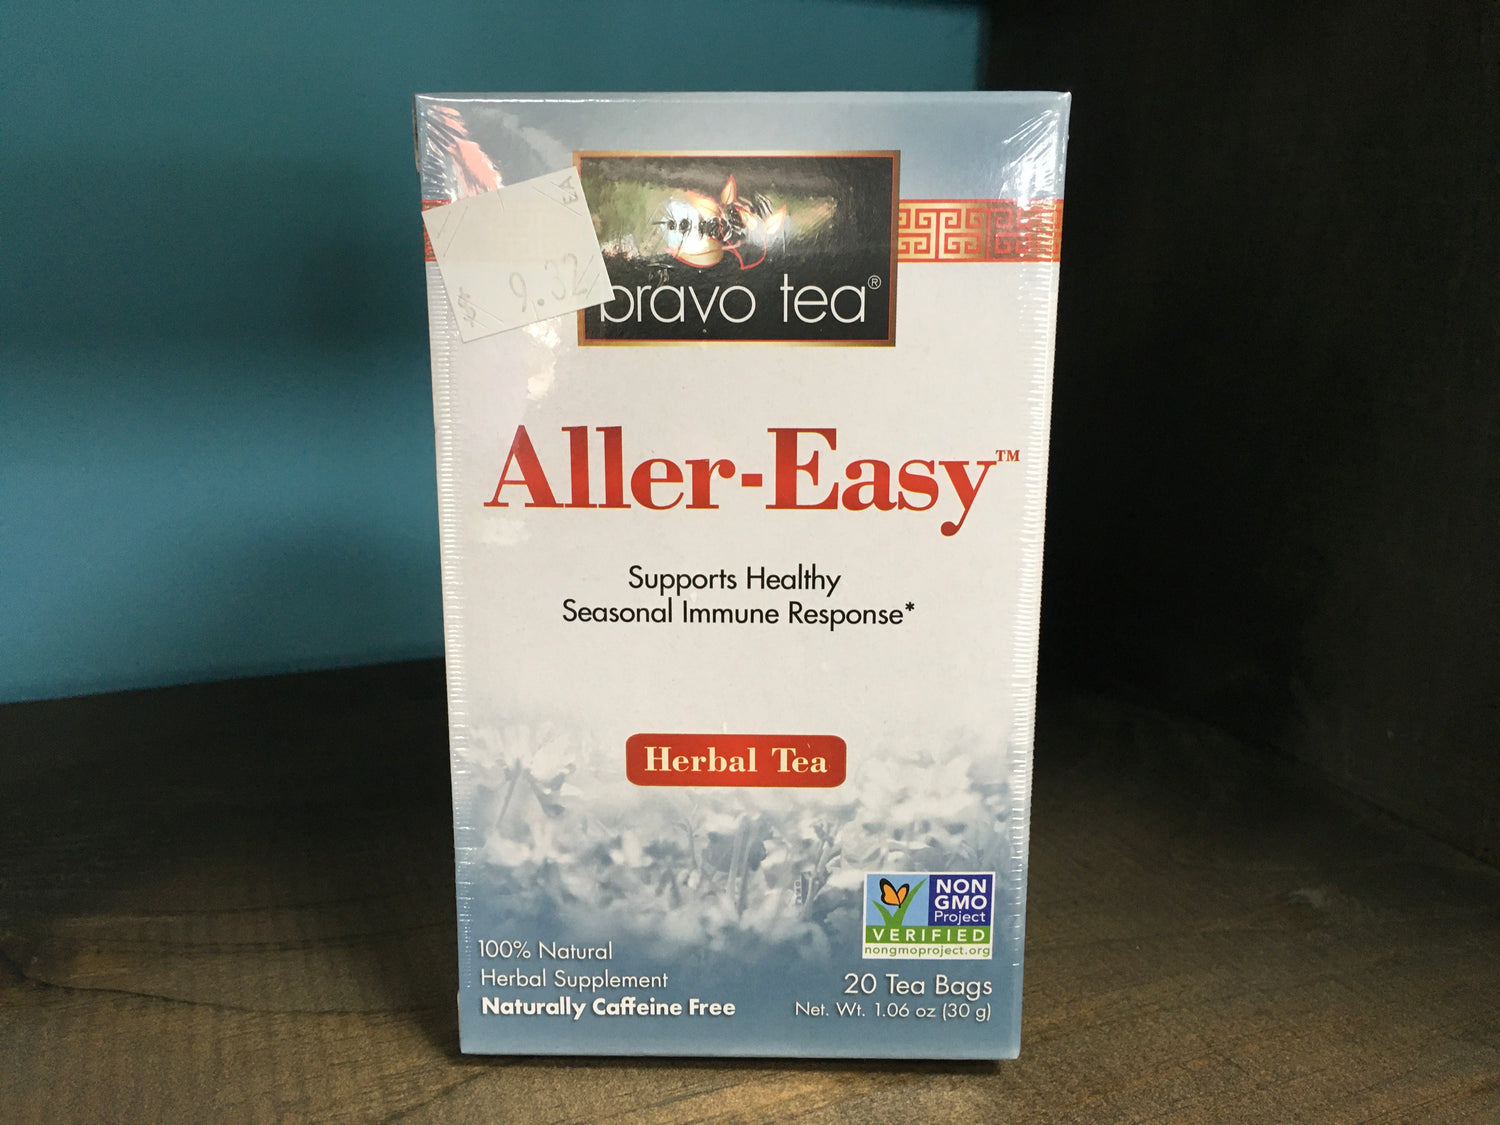 EA
9.32
bravo tea®
Aller-Easy™
Supports Healthy
Seasonal Immune Response*
Herbal Tea
NON
GMO
Project
VERIFIED
nongmoproject.org
100% Natural
Herbal Supplement
Naturally Caffeine Free
20 Tea Bags
Net. Wt. 1.06 oz (30 g)